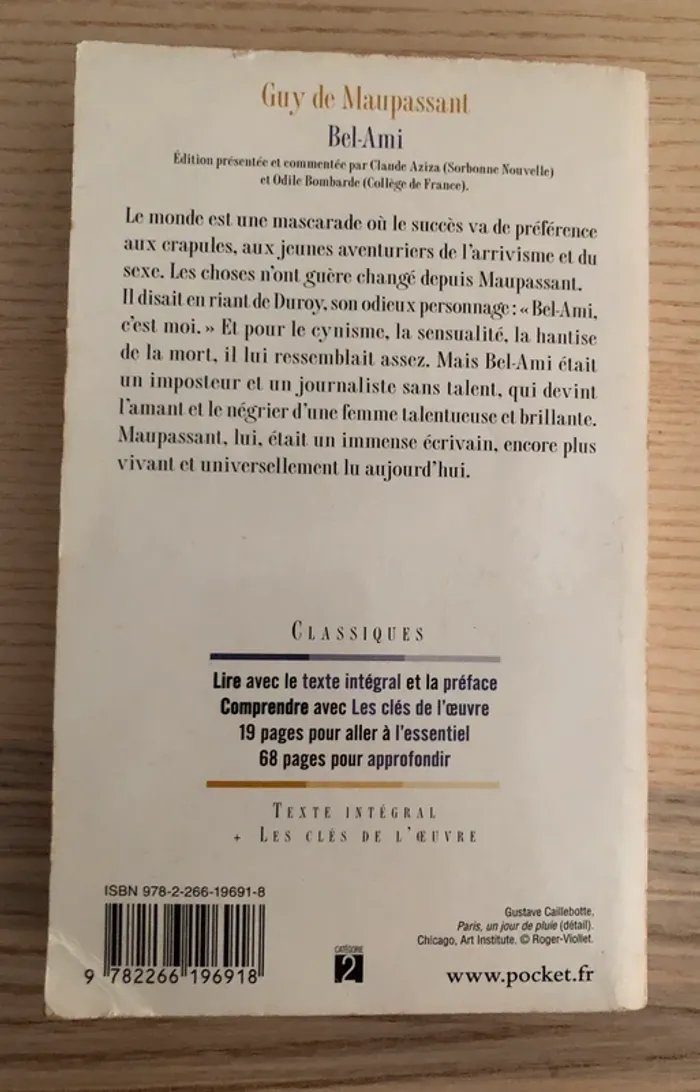 Guy de Maupassant
Bel-Ami
Édition présentée et commentée par Claude Aziza (Sorbonne Nouvelle)
et Odile Bombarde (Collège de France).
Le monde est une mascarade où le succès va de préférence
aux crapules, aux jeunes aventuriers de l'arrivisme et du
sexe. Les choses n'ont guère changé depuis Maupassant.
Il disait en riant de Duroy, son odieux personnage : « Bel-Ami,
c'est moi. » Et pour le cynisme, la sensualité, la hantise
de la mort, il lui ressemblait assez. Mais Bel-Ami était
un imposteur et un journaliste sans talent, qui devint
l'amant et le négrier d'une femme talentueuse et brillante.
Maupassant, lui, était un immense écrivain, encore plus
vivant et universellement lu aujourd'hui.
CLASSIQUES
Lire avec le texte intégral et la préface
Comprendre avec Les clés de l'œuvre
19 pages pour aller à l'essentiel
68 pages pour approfondir
TEXTE INTÉGRAL
+ LES CLÉS DE L'ŒUVRE
ISBN 978-2-266-19691-8
9 782266 196918
CATÉGORIE
2
Gustave Caillebotte,
Paris, un jour de pluie (détail).
Chicago, Art Institute. © Roger-Viollet.
www.pocket.fr